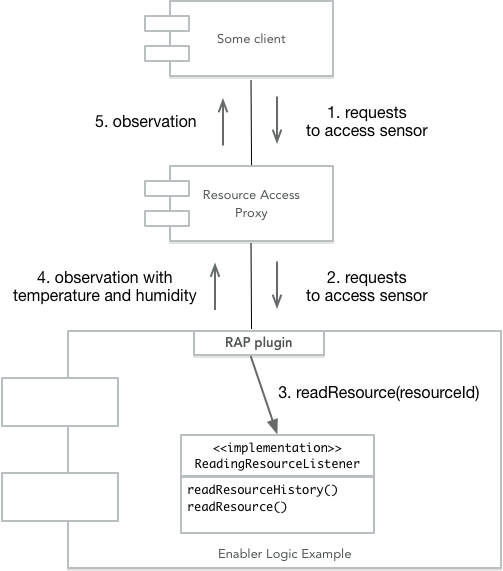 Some client
5. observation
1. requests
to access sensor
Resource Access
Proxy
4. observation with
temperature and humidity
2. requests
to access sensor
RAP plugin
3. readResource(resourceId)
<<implementation>>
ReadingResourceListener
readResourceHistory()
readResource()
Enabler Logic Example